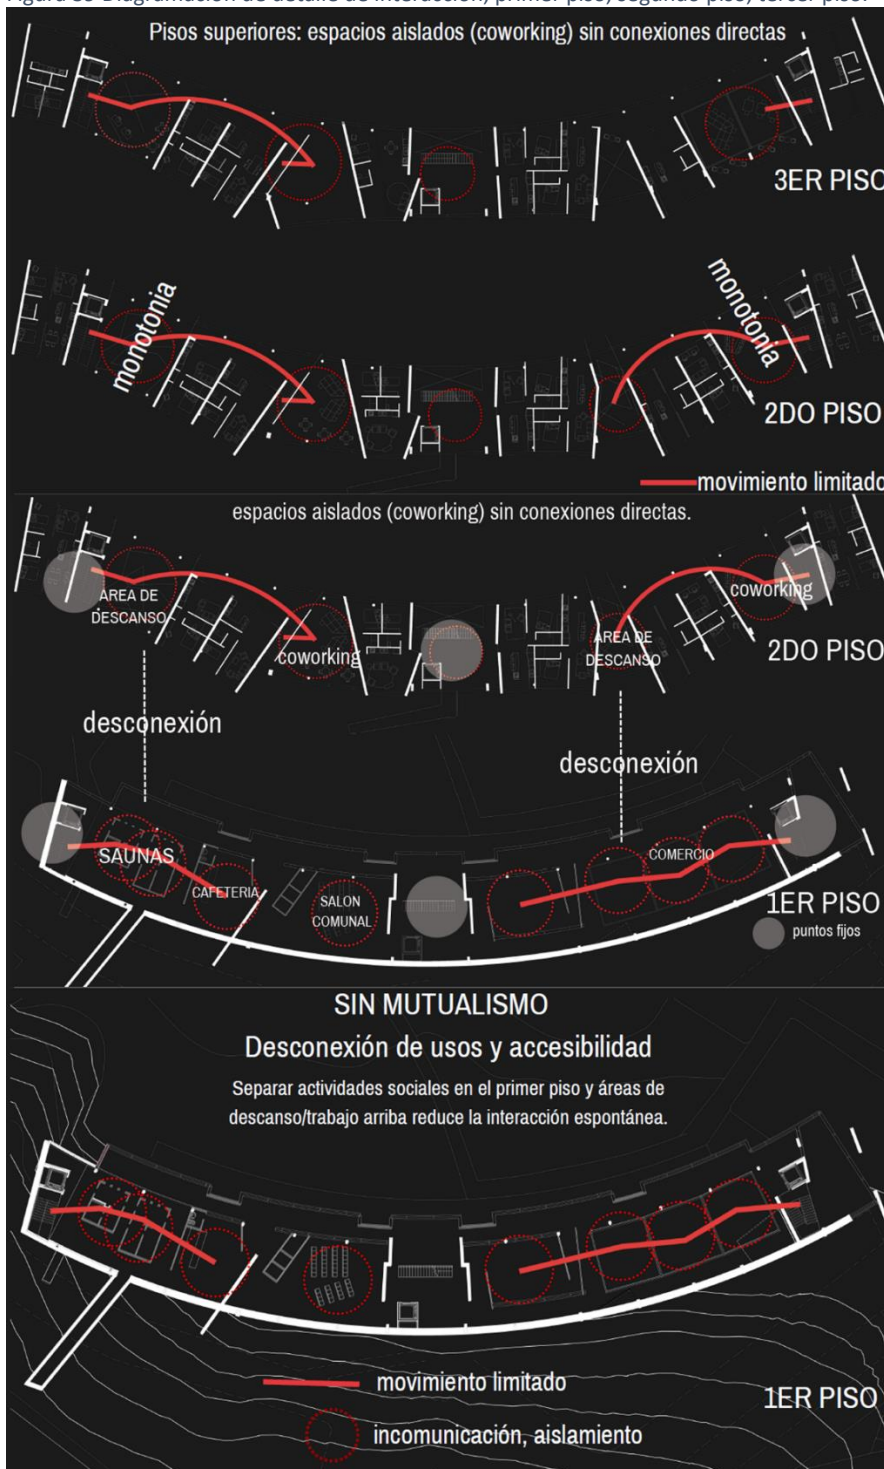 Pisos superiores: espacios aislados (coworking) sin conexiones directas
3ER PISO
monotonia
monotonia
2DO PISO
movimiento limitado
espacios aislados (coworking) sin conexiones directas.
AREA DE
DESCANSO
coworking
coworking
AREA DE
DESCANSO
2DO PISO
desconexión
desconexión
SAUNAS
CAFETERIA
SALON
COMUNAL
COMERCIO
1ER PISO
puntos fijos
SIN MUTUALISMO
Desconexión de usos y accesibilidad
Separar actividades sociales en el primer piso y áreas de
descanso/trabajo arriba reduce la interacción espontánea.
movimiento limitado
1ER PISO
incomunicación, aislamiento